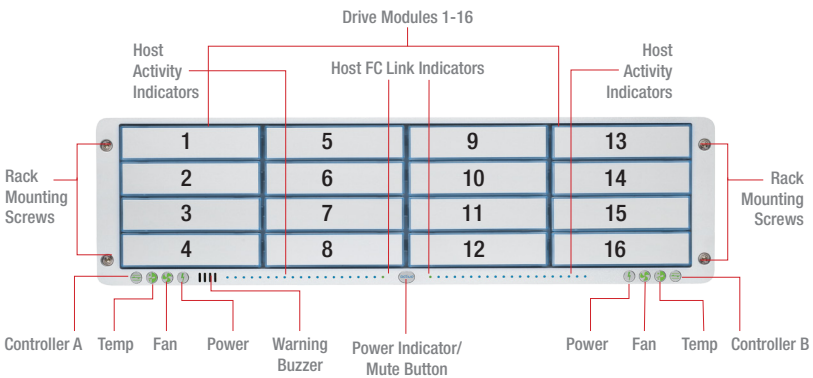 Drive Modules 1-16
Host
Activity
Indicators
Host FC Link Indicators
Host
Activity
Indicators
1 5 9 13
2 6 10 14
3 7 11 15
4 8 12 16
Rack
Mounting
Screws
Rack
Mounting
Screws
Controller A Temp Fan Power
Warning
Buzzer
Power Indicator/
Mute Button
Power Fan Temp Controller B